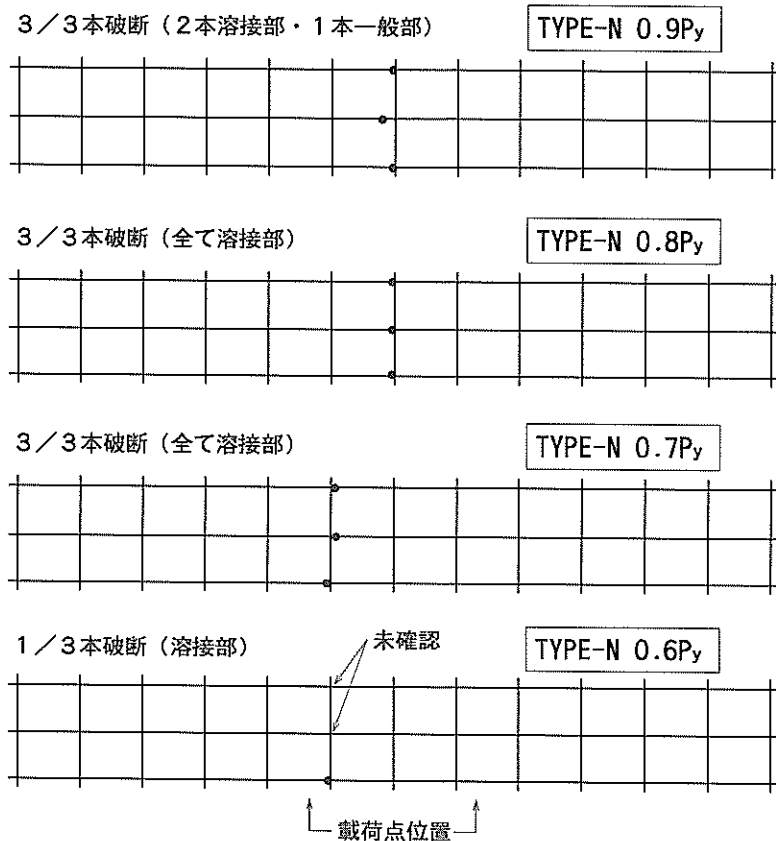 3/3本破断(2本溶接部・1本一般部)
TYPE-N 0.9Py
3/3本破断(全て溶接部)
TYPE-N 0.8Py
3/3本破断(全て溶接部)
TYPE-N 0.7Py
1/3本破断(溶接部)
未確認
TYPE-N 0.6Py
載荷点位置